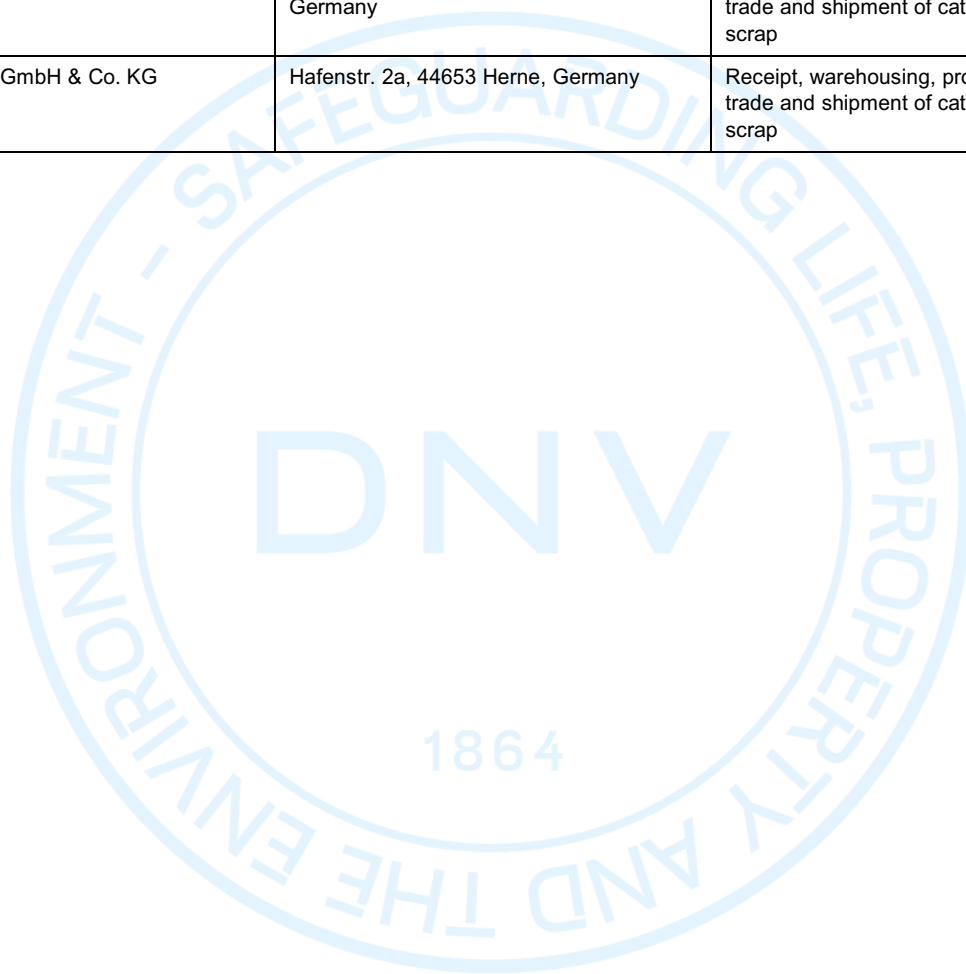 Germany
trade and shipment of cat
scrap
GmbH & Co. KG
Hafenstr. 2a, 44653 Herne, Germany
Receipt, warehousing, pro
trade and shipment of cat
scrap
SAFEGUARDING LIFE, PROPERTY AND THE ENVIRONMENT -
DNV
1864